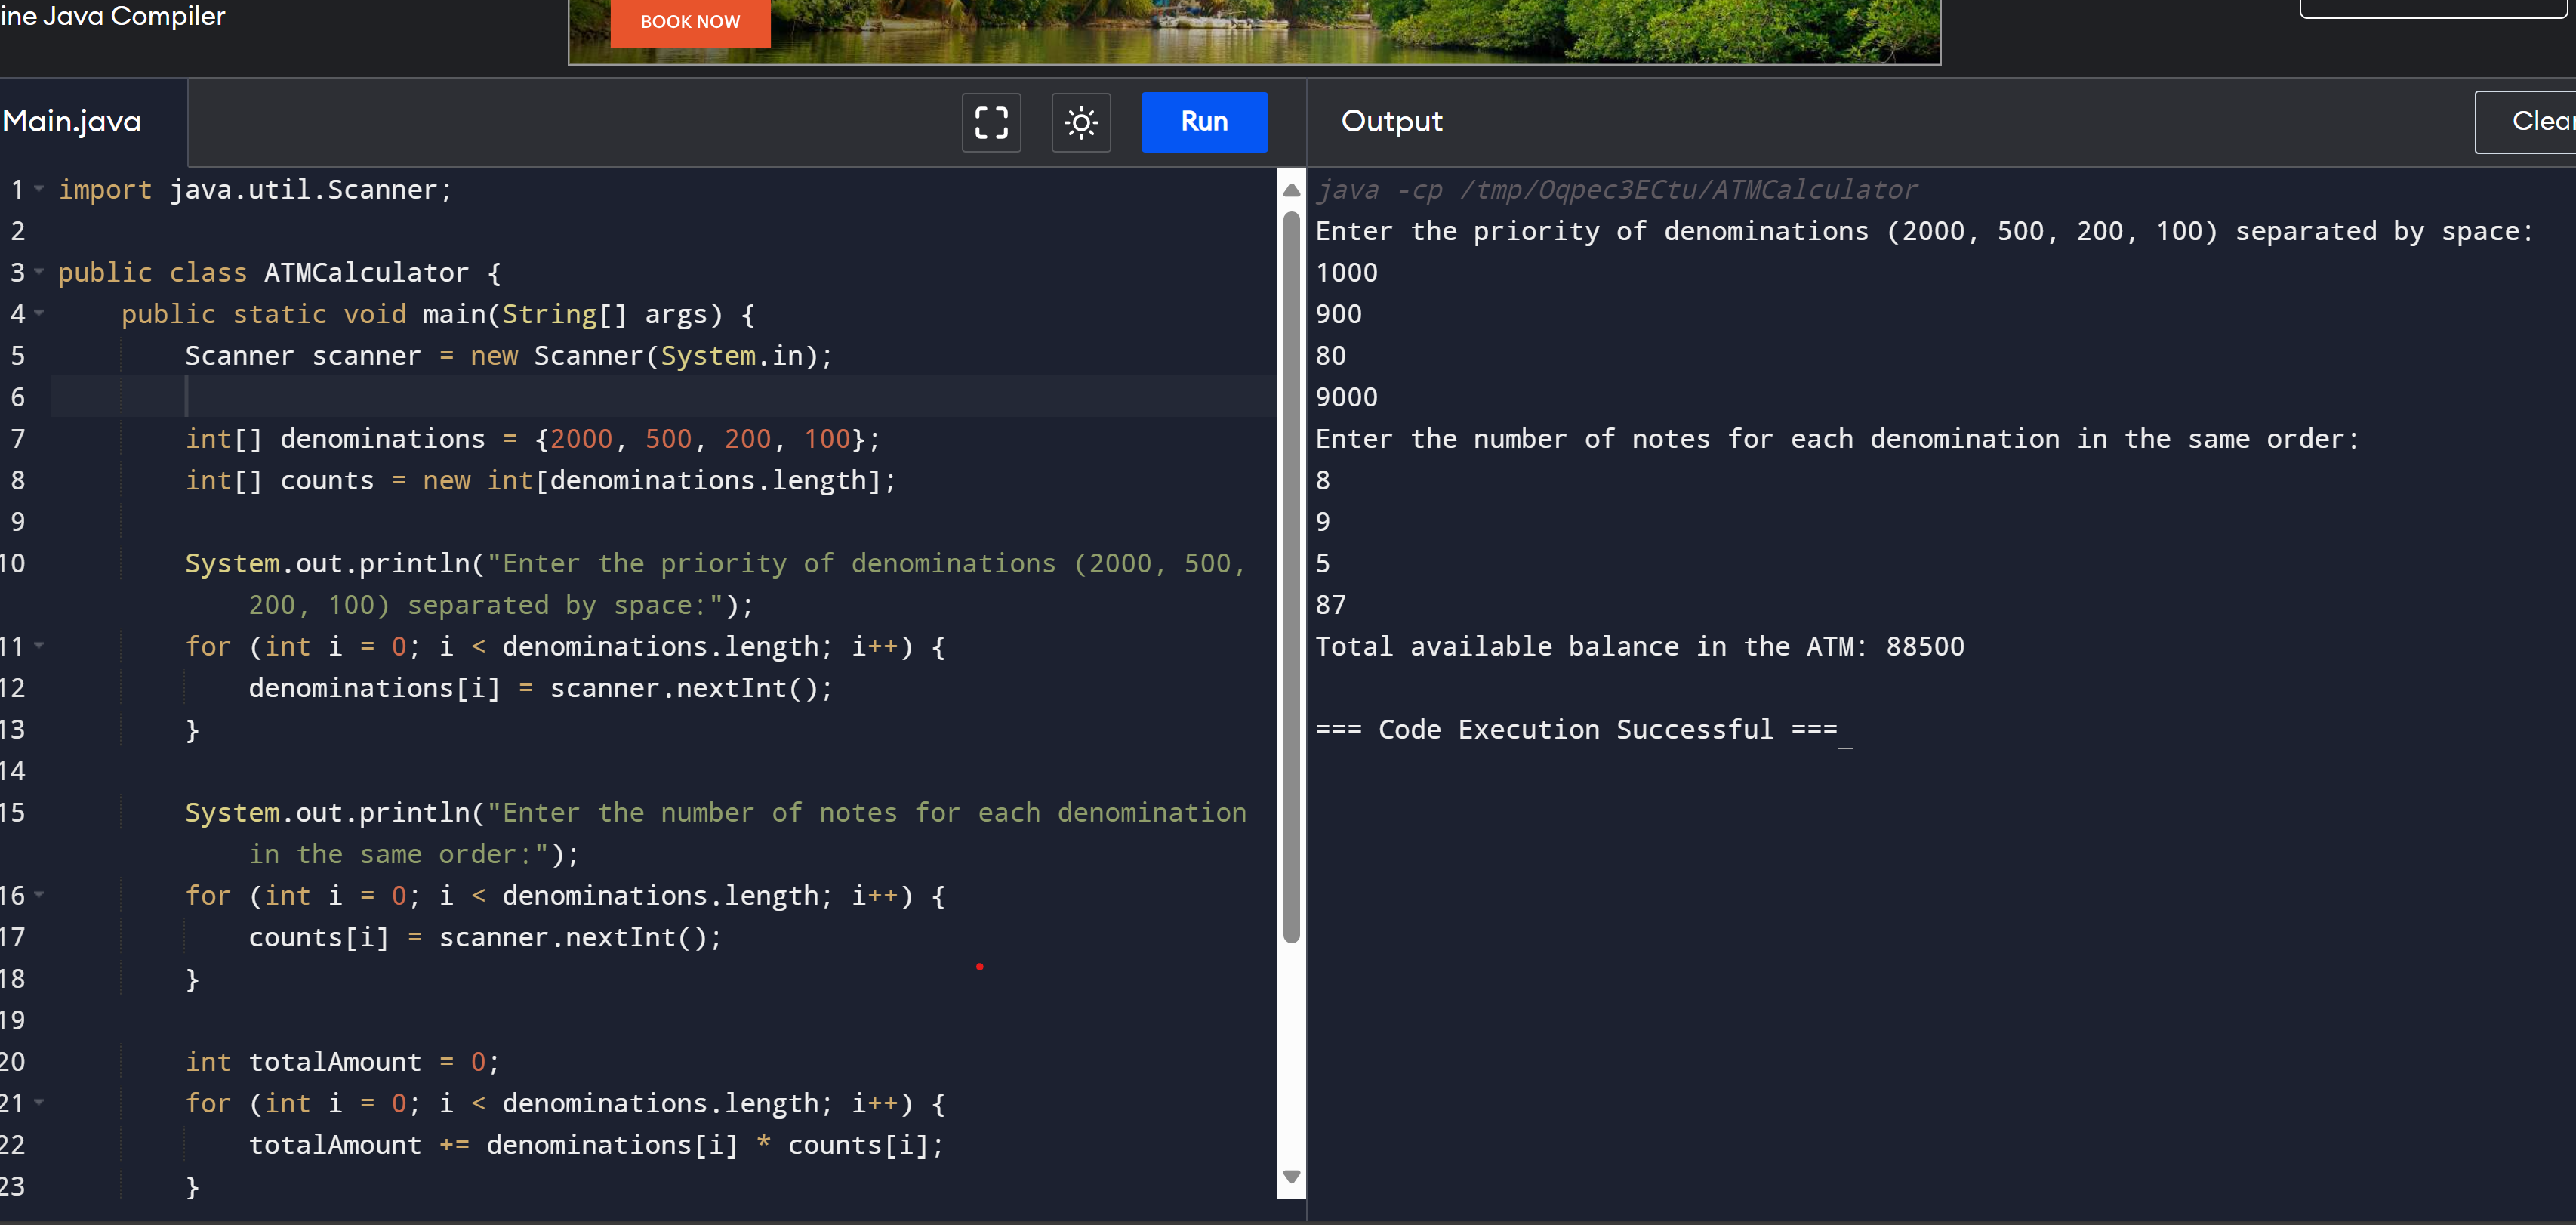 ine Java Compiler
BOOK NOW
Main.java
Run
Output
Clear
1 import java.util.Scanner;
2
3 public class ATMCalculator {
4 public static void main(String[] args) {
5 Scanner scanner = new Scanner(System.in);
6
7 int[] denominations = {2000, 500, 200, 100};
8 int[] counts = new int[denominations.length];
9
10 System.out.println("Enter the priority of denominations (2000, 500,
200, 100) separated by space:");
11 for (int i = 0; i < denominations.length; i++) {
12 denominations[i] = scanner.nextInt();
13 }
14
15 System.out.println("Enter the number of notes for each denomination
in the same order:");
16 for (int i = 0; i < denominations.length; i++) {
17 counts[i] = scanner.nextInt();
18 }
19
20 int totalAmount = 0;
21 for (int i = 0; i < denominations.length; i++) {
22 totalAmount += denominations[i] * counts[i];
23 }
java -cp /tmp/Oqpec3ECtu/ATMCalculator
Enter the priority of denominations (2000, 500, 200, 100) separated by space:
1000
900
80
9000
Enter the number of notes for each denomination in the same order:
8
9
5
87
Total available balance in the ATM: 88500
=== Code Execution Successful ===_